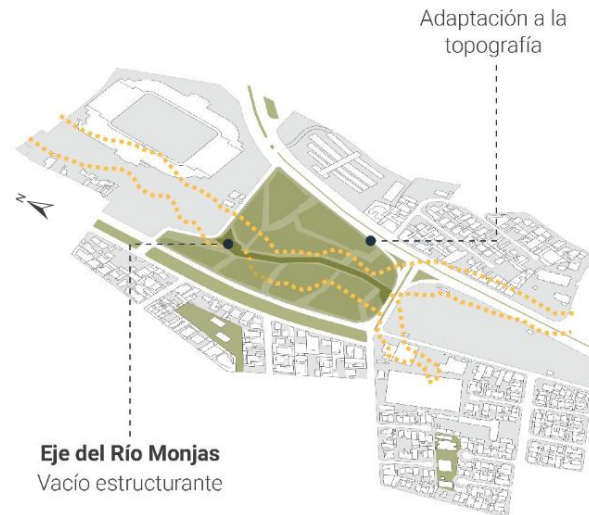 Adaptación a la
topografía
N
Eje del Río Monjas
Vacío estructurante